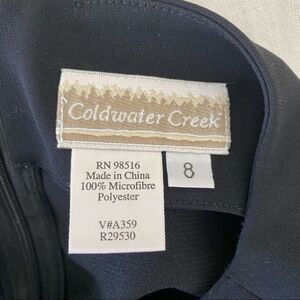 Coldwater Creek
RN 98516
Made in China
100% Microfibre
Polyester
V#A359
R29530
8